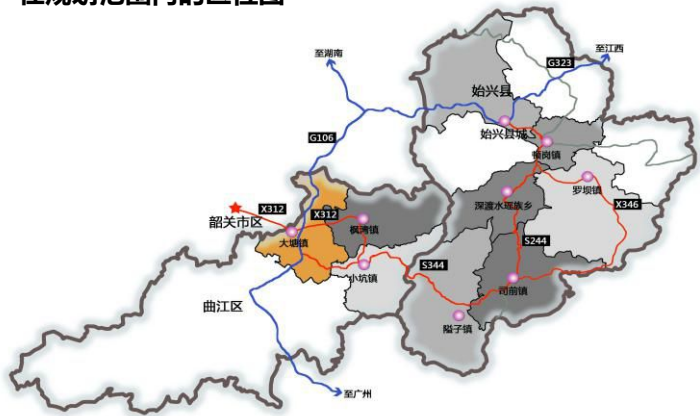 至湖南
至江西
G323
始兴县
始兴县城
G106
顿岗镇
罗坝镇
深渡水瑶族乡
X346
X312
韶关市区
X312
枫湾镇
大塘镇
S244
S344
小坑镇
司前镇
曲江区
隘子镇
至广州